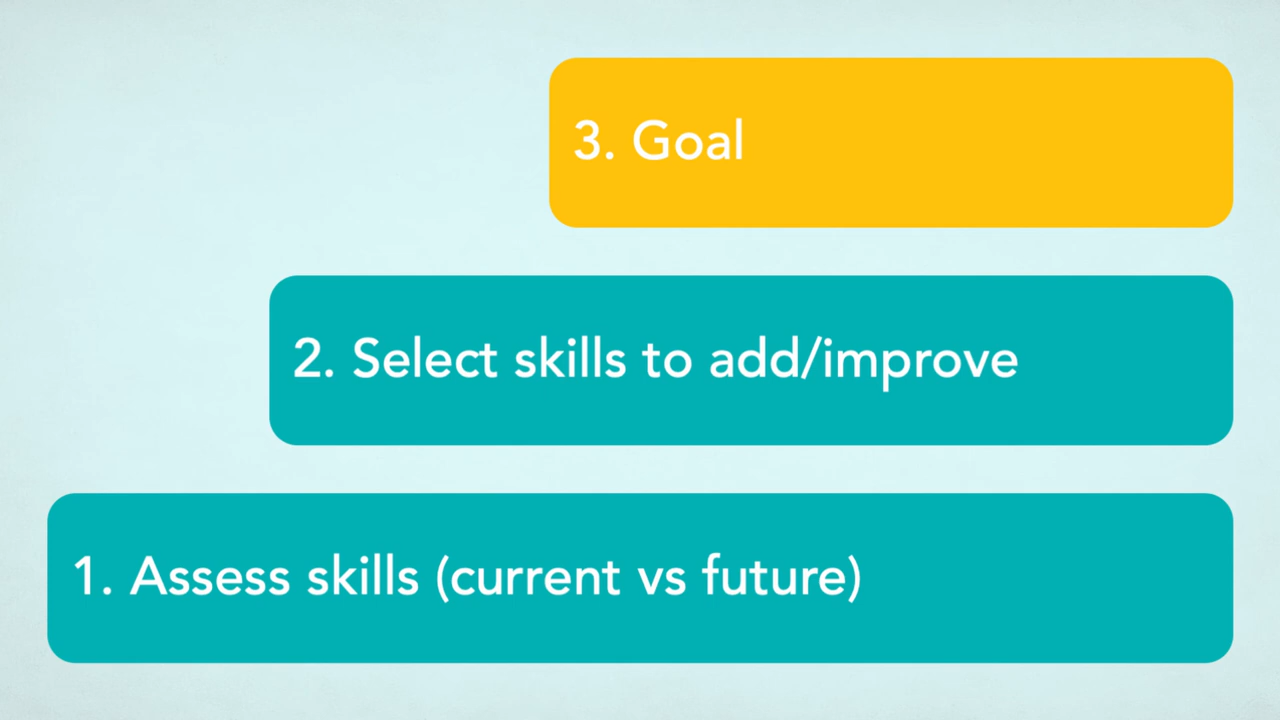 3. Goal
2. Select skills to add/improve
1. Assess skills (current vs future)